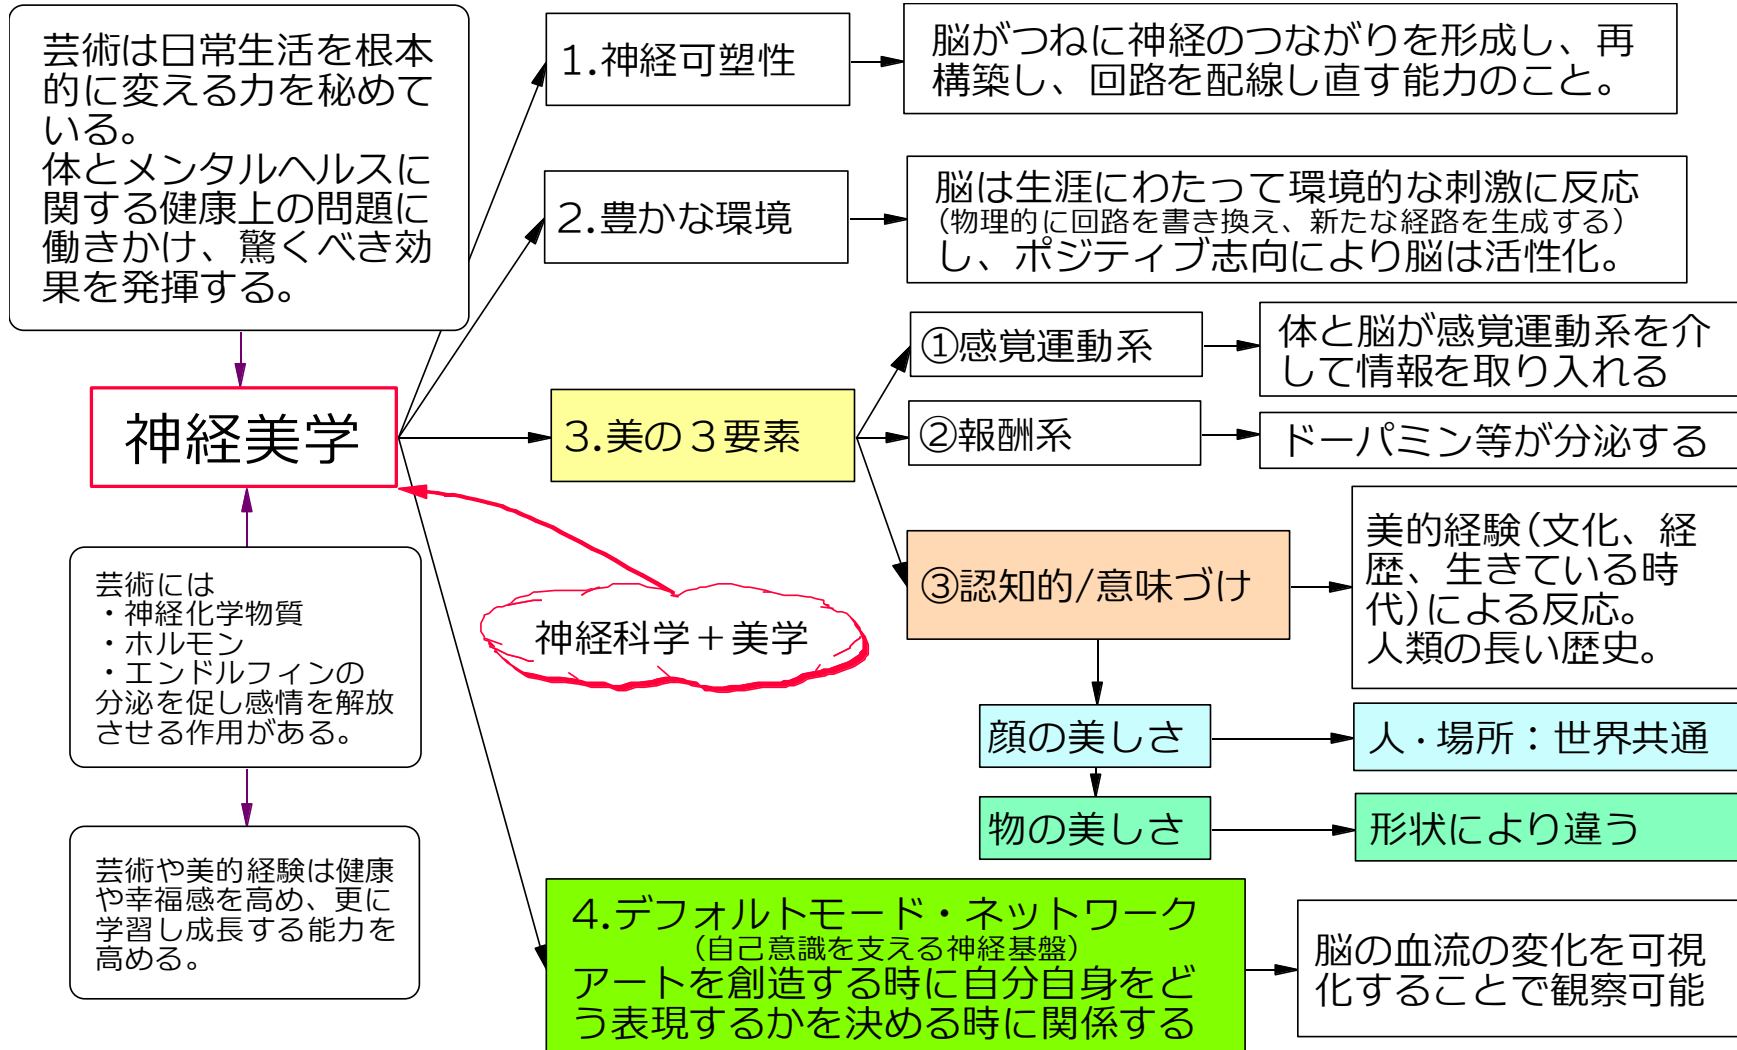 芸術は日常生活を根本
的に変える力を秘めて
いる。
体とメンタルヘルスに
関する健康上の問題に
働きかけ、驚くべき効
果を発揮する。
神経美学
芸術には
・神経化学物質
・ホルモン
・エンドルフィンの
分泌を促し感情を解放
させる作用がある。
芸術や美的経験は健康
や幸福感を高め、更に
学習し成長する能力を
高める。
神経科学＋美学
1.神経可塑性
脳がつねに神経のつながりを形成し、再
構築し、回路を配線し直す能力のこと。
2.豊かな環境
脳は生涯にわたって環境的な刺激に反応
（物理的に回路を書き換え、新たな経路を生成する）
し、ポジティブ志向により脳は活性化。
3.美の３要素
①感覚運動系
体と脳が感覚運動系を介
して情報を取り入れる
②報酬系
ドーパミン等が分泌する
③認知的/意味づけ
美的経験（文化、経
歴、生きている時
代）による反応。
人類の長い歴史。
顔の美しさ
人・場所：世界共通
物の美しさ
形状により違う
4.デフォルトモード・ネットワーク
（自己意識を支える神経基盤）
アートを創造する時に自分自身をど
う表現するかを決める時に関係する
脳の血流の変化を可視
化することで観察可能